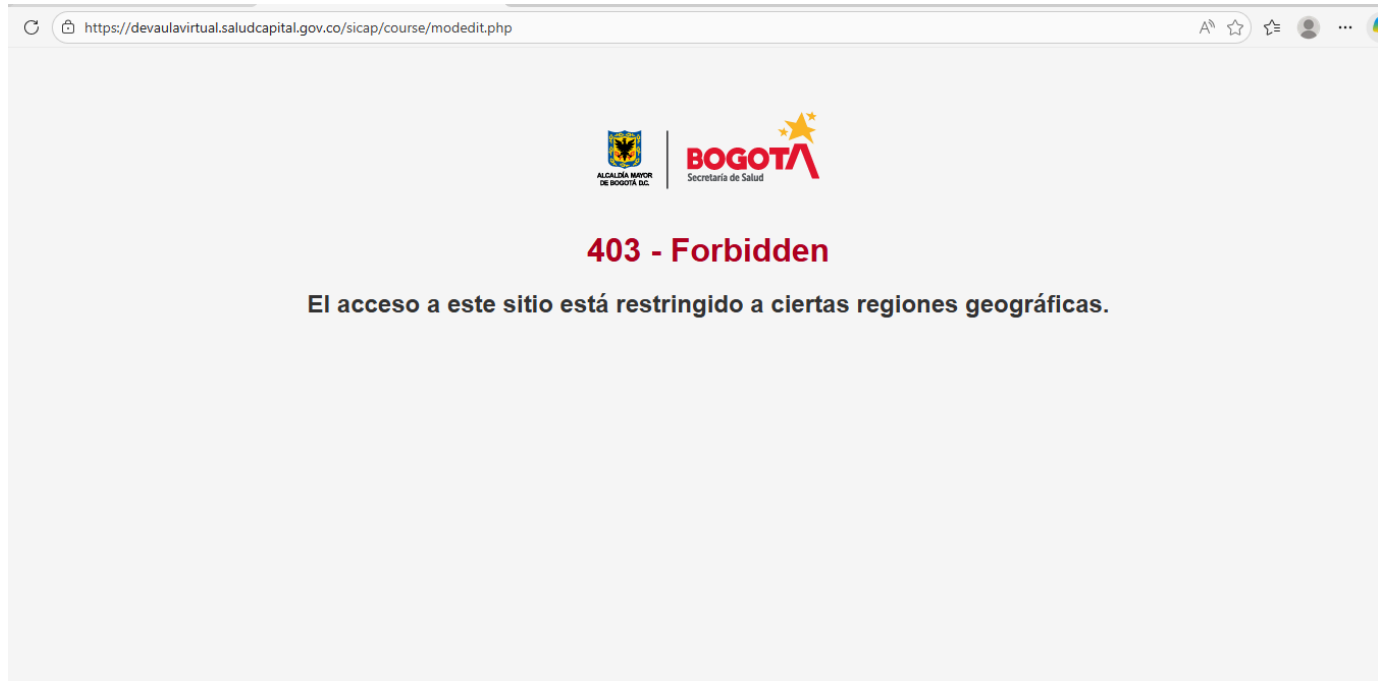 https://devaulavirtual.saludcapital.gov.co/sicap/course/modedit.php
ALCALDÍA MAYOR
DE BOGOTÁ D.C.
BOGOTÁ
Secretaría de Salud
403 - Forbidden
El acceso a este sitio está restringido a ciertas regiones geográficas.